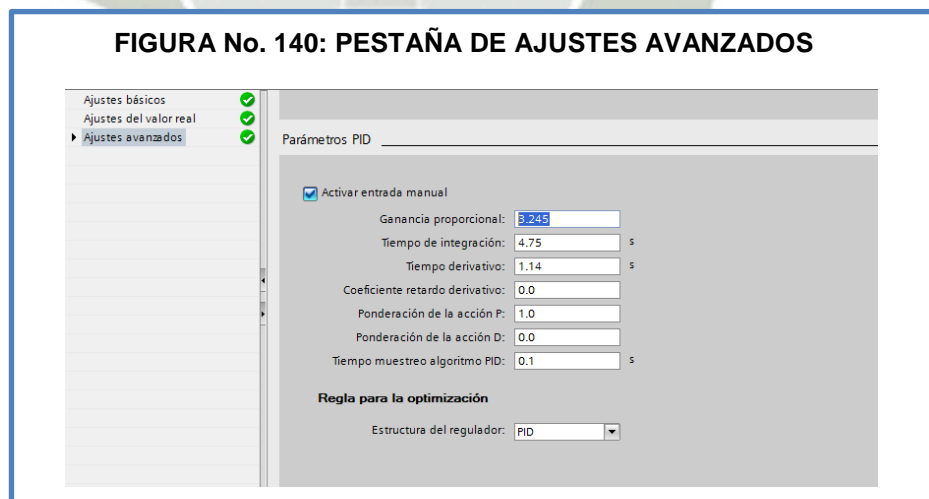 FIGURA No. 140: PESTAÑA DE AJUSTES AVANZADOS
Ajustes básicos
Ajustes del valor real
Ajustes avanzados
Parámetros PID
Activar entrada manual
Ganancia proporcional: 3.245
Tiempo de integración: 4.75 s
Tiempo derivativo: 1.14 s
Coeficiente retardo derivativo: 0.0
Ponderación de la acción P: 1.0
Ponderación de la acción D: 0.0
Tiempo muestreo algoritmo PID: 0.1 s
Regla para la optimización
Estructura del regulador: PID